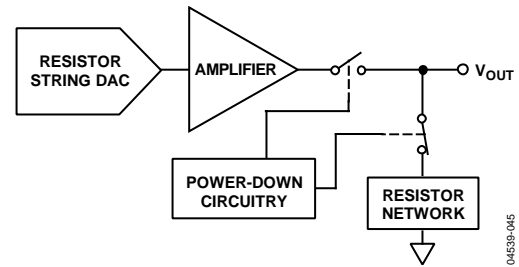 RESISTOR
STRING DAC
AMPLIFIER
VOUT
POWER-DOWN
CIRCUITRY
RESISTOR
NETWORK
04539-045